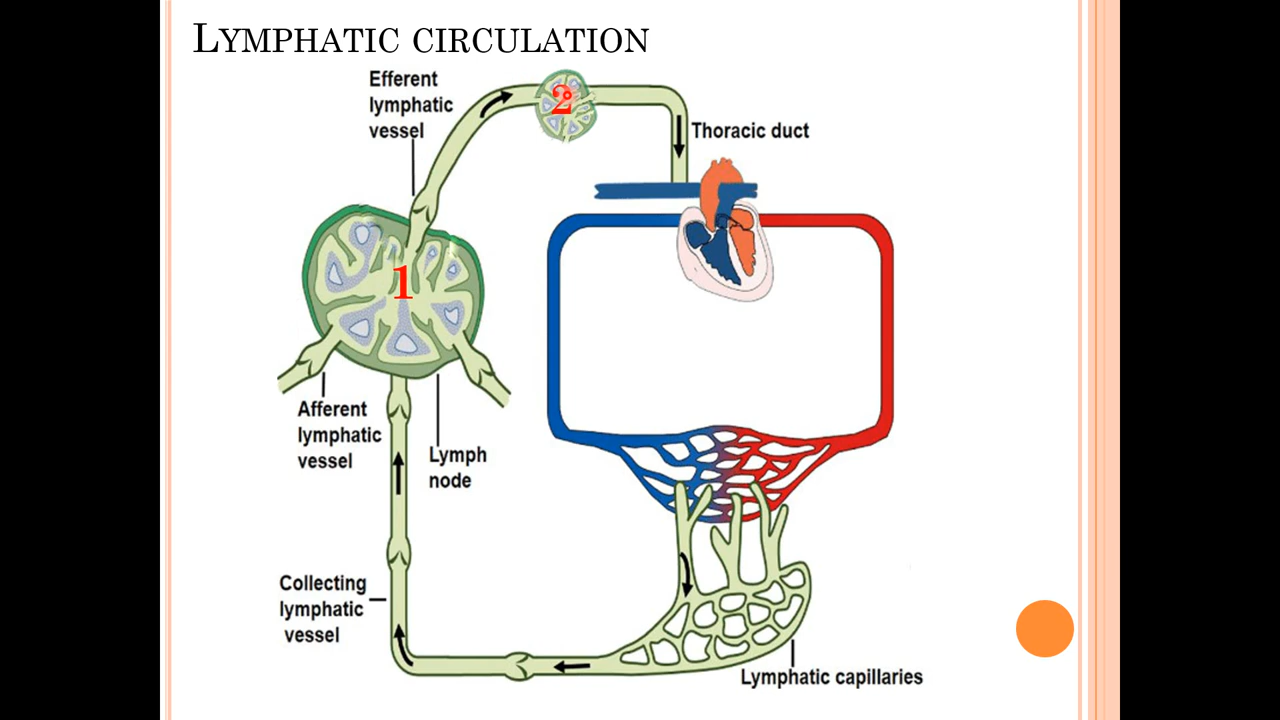 LYMPHATIC CIRCULATION
Efferent
lymphatic
vessel
2
Thoracic duct
1
Afferent
lymphatic
vessel
Lymph
node
Collecting
lymphatic
vessel
Lymphatic capillaries